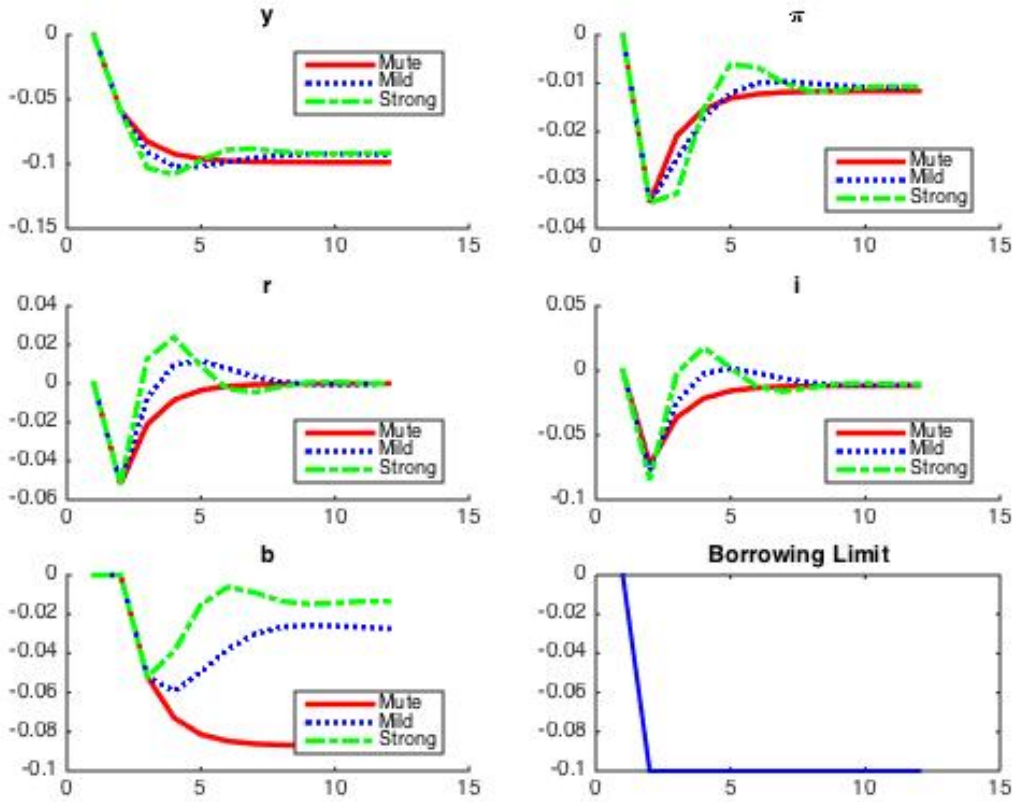 y
0
-0.05
-0.1
-0.15
0 5 10 15
Mute
Mild
Strong
π
0
-0.01
-0.02
-0.03
-0.04
0 5 10 15
Mute
Mild
Strong
r
0.04
0.02
0
-0.02
-0.04
-0.06
0 5 10 15
Mute
Mild
Strong
i
0.05
0
-0.05
-0.1
0 5 10 15
Mute
Mild
Strong
b
0
-0.02
-0.04
-0.06
-0.08
-0.1
0 5 10 15
Mute
Mild
Strong
Borrowing Limit
0
-0.02
-0.04
-0.06
-0.08
-0.1
0 5 10 15